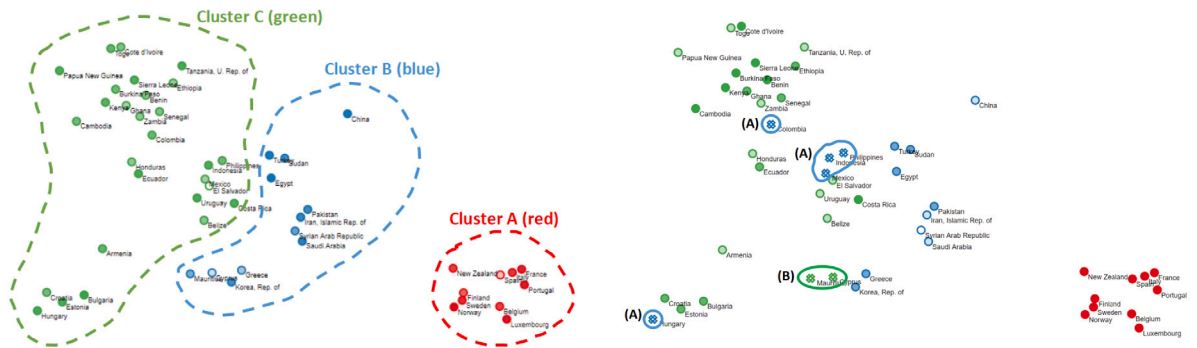 Cluster C (green)
Cote d'Ivoire
Togo
Papua New Guinea
Tanzania, U. Rep. of
Sierra Leone
Ethiopia
Burkina Faso
Benin
Kenya
Ghana
Senegal
Zambia
Cambodia
Colombia
Honduras
Philippines
Indonesia
Ecuador
Mexico
El Salvador
Uruguay
Costa Rica
Belize
Armenia
Croatia
Bulgaria
Estonia
Hungary
Cluster B (blue)
China
Turkey
Sudan
Egypt
Pakistan
Iran, Islamic Rep. of
Syrian Arab Republic
Saudi Arabia
Mauritius
Cyprus
Greece
Korea, Rep. of
Cluster A (red)
New Zealand
France
Italy
Spain
Portugal
Finland
Sweden
Norway
Belgium
Luxembourg
Cote d'Ivoire
Togo
Papua New Guinea
Tanzania, U. Rep. of
Sierra Leone
Ethiopia
Burkina Faso
Benin
Kenya
Ghana
Senegal
Zambia
Cambodia
China
(A)
Colombia
(A)
Honduras
Philippines
Indonesia
Ecuador
Mexico
El Salvador
Turkey
Sudan
Egypt
Uruguay
Costa Rica
Belize
Pakistan
Iran, Islamic Rep. of
Syrian Arab Republic
Saudi Arabia
Armenia
(B)
Cyprus
Greece
Korea, Rep. of
Croatia
Bulgaria
Estonia
(A)
Hungary
New Zealand
France
Italy
Spain
Portugal
Finland
Sweden
Norway
Belgium
Luxembourg